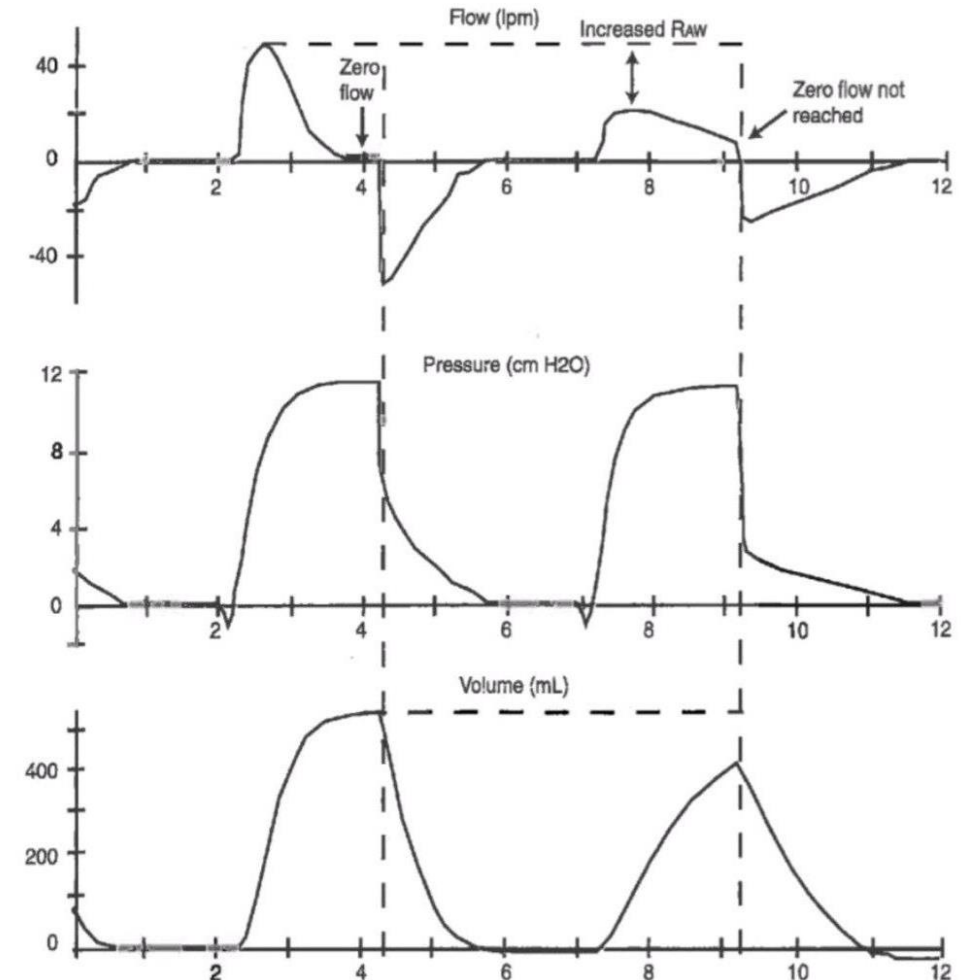 Flow (lpm)
Increased RAW
40
Zero
flow
Zero flow not
reached
0
2 4 6 8 10 12
-40
Pressure (cm H2O)
12
8
4
0
2 4 6 8 10 12
Volume (mL)
400
200
0
2 4 6 8 10 12